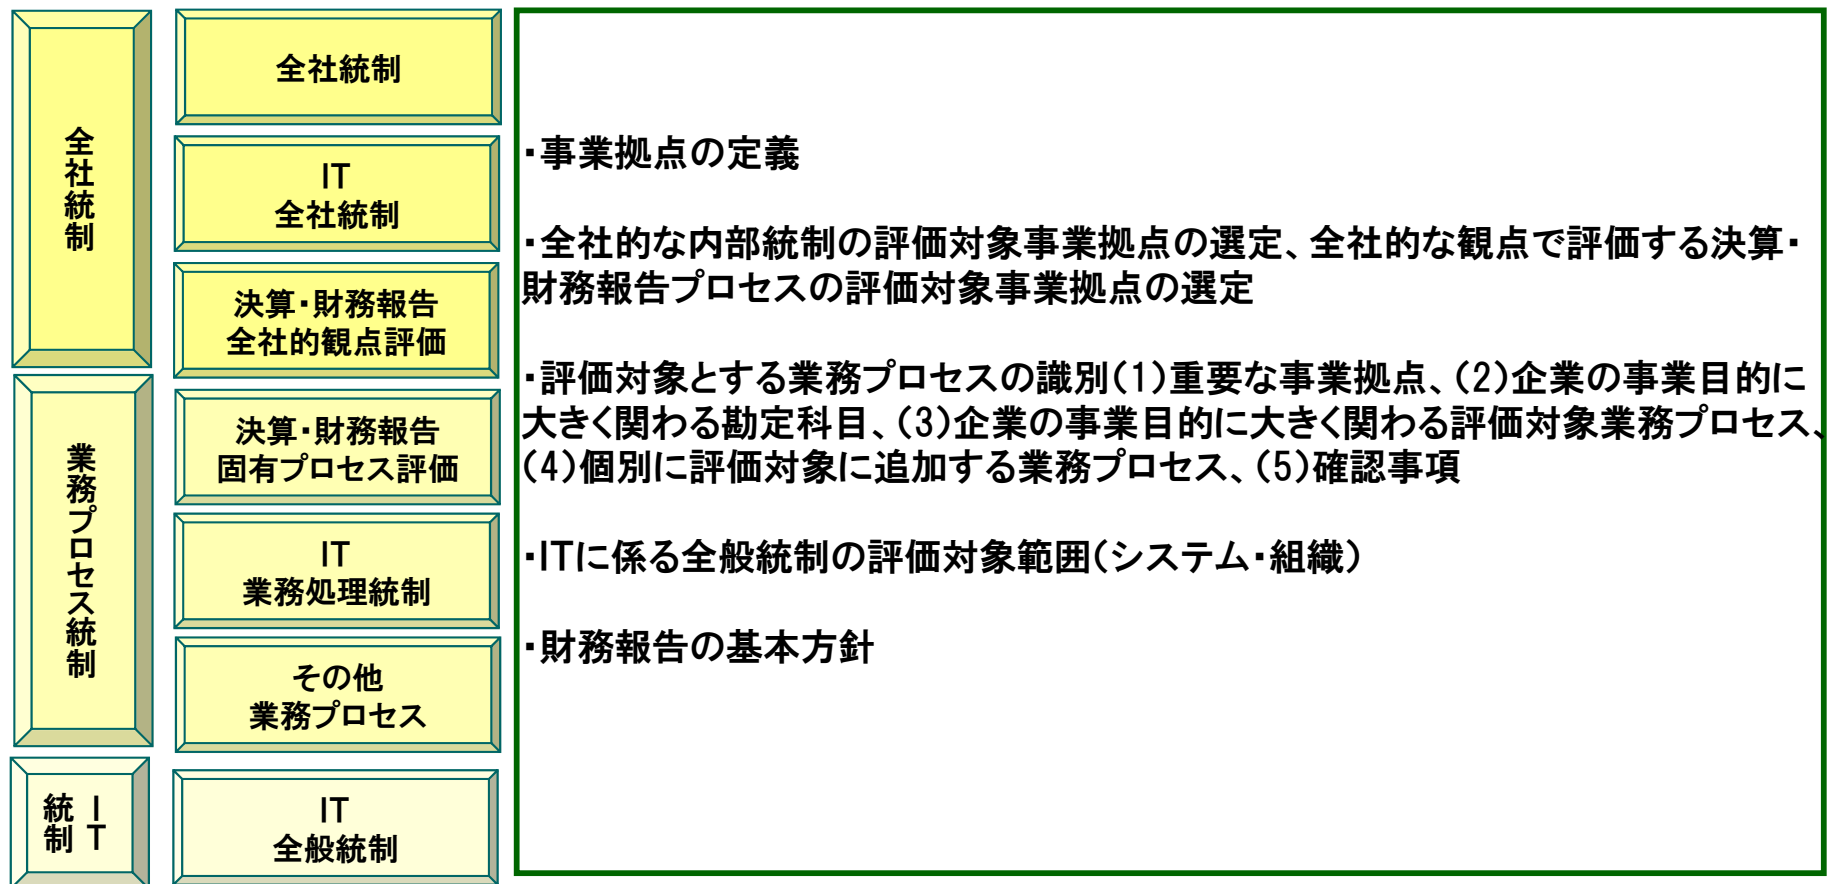 全社統制
全社統制
IT
全社統制
決算・財務報告
全社的観点評価
業務プロセス統制
決算・財務報告
固有プロセス評価
IT
業務処理統制
その他
業務プロセス
IT
統制
IT
全般統制
・事業拠点の定義
・全社的な内部統制の評価対象事業拠点の選定、全社的な観点で評価する決算・
財務報告プロセスの評価対象事業拠点の選定
・評価対象とする業務プロセスの識別(1)重要な事業拠点、(2)企業の事業目的に
大きく関わる勘定科目、(3)企業の事業目的に大きく関わる評価対象業務プロセス、
(4)個別に評価対象に追加する業務プロセス、(5)確認事項
・ITに係る全般統制の評価対象範囲(システム・組織)
・財務報告の基本方針